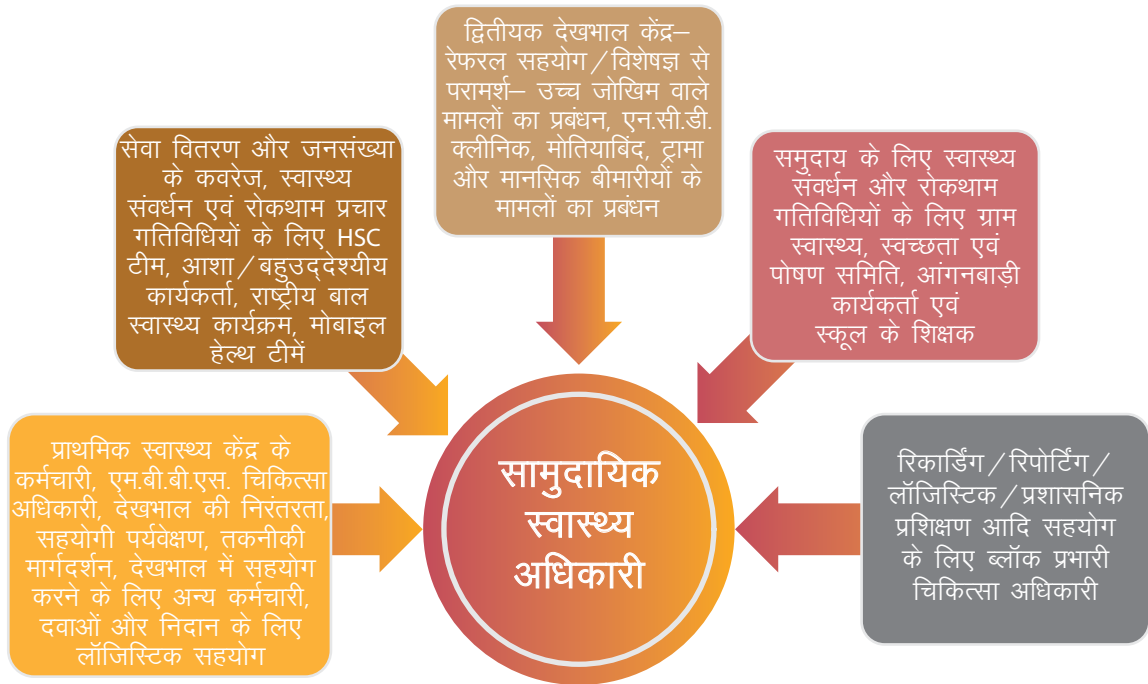 द्वितीयक देखभाल केंद्र—
रेफरल सहयोग/विशेषज्ञ से
परामर्श— उच्च जोखिम वाले
मामलों का प्रबंधन, एन.सी.डी.
क्लीनिक, मोतियाबिंद, ट्रामा
और मानसिक बीमारीयों के
मामलों का प्रबंधन
सेवा वितरण और जनसंख्या
के कवरेज, स्वास्थ्य
संवर्धन एवं रोकथाम प्रचार
गतिविधियों के लिए HSC
टीम, आशा/बहुउद्देश्यीय
कार्यकर्ता, राष्ट्रीय बाल
स्वास्थ्य कार्यक्रम, मोबाइल
हेल्थ टीमें
समुदाय के लिए स्वास्थ्य
संवर्धन और रोकथाम
गतिविधियों के लिए ग्राम
स्वास्थ्य, स्वच्छता एवं
पोषण समिति, आंगनबाड़ी
कार्यकर्ता एवं
स्कूल के शिक्षक
प्राथमिक स्वास्थ्य केंद्र के
कर्मचारी, एम.बी.बी.एस. चिकित्सा
अधिकारी, देखभाल की निरंतरता,
सहयोगी पर्यवेक्षण, तकनीकी
मार्गदर्शन, देखभाल में सहयोग
करने के लिए अन्य कर्मचारी,
दवाओं और निदान के लिए
लॉजिस्टिक सहयोग
सामुदायिक
स्वास्थ्य
अधिकारी
रिकार्डिंग/रिपोर्टिंग/
लॉजिस्टिक/प्रशासनिक
प्रशिक्षण आदि सहयोग
के लिए ब्लॉक प्रभारी
चिकित्सा अधिकारी